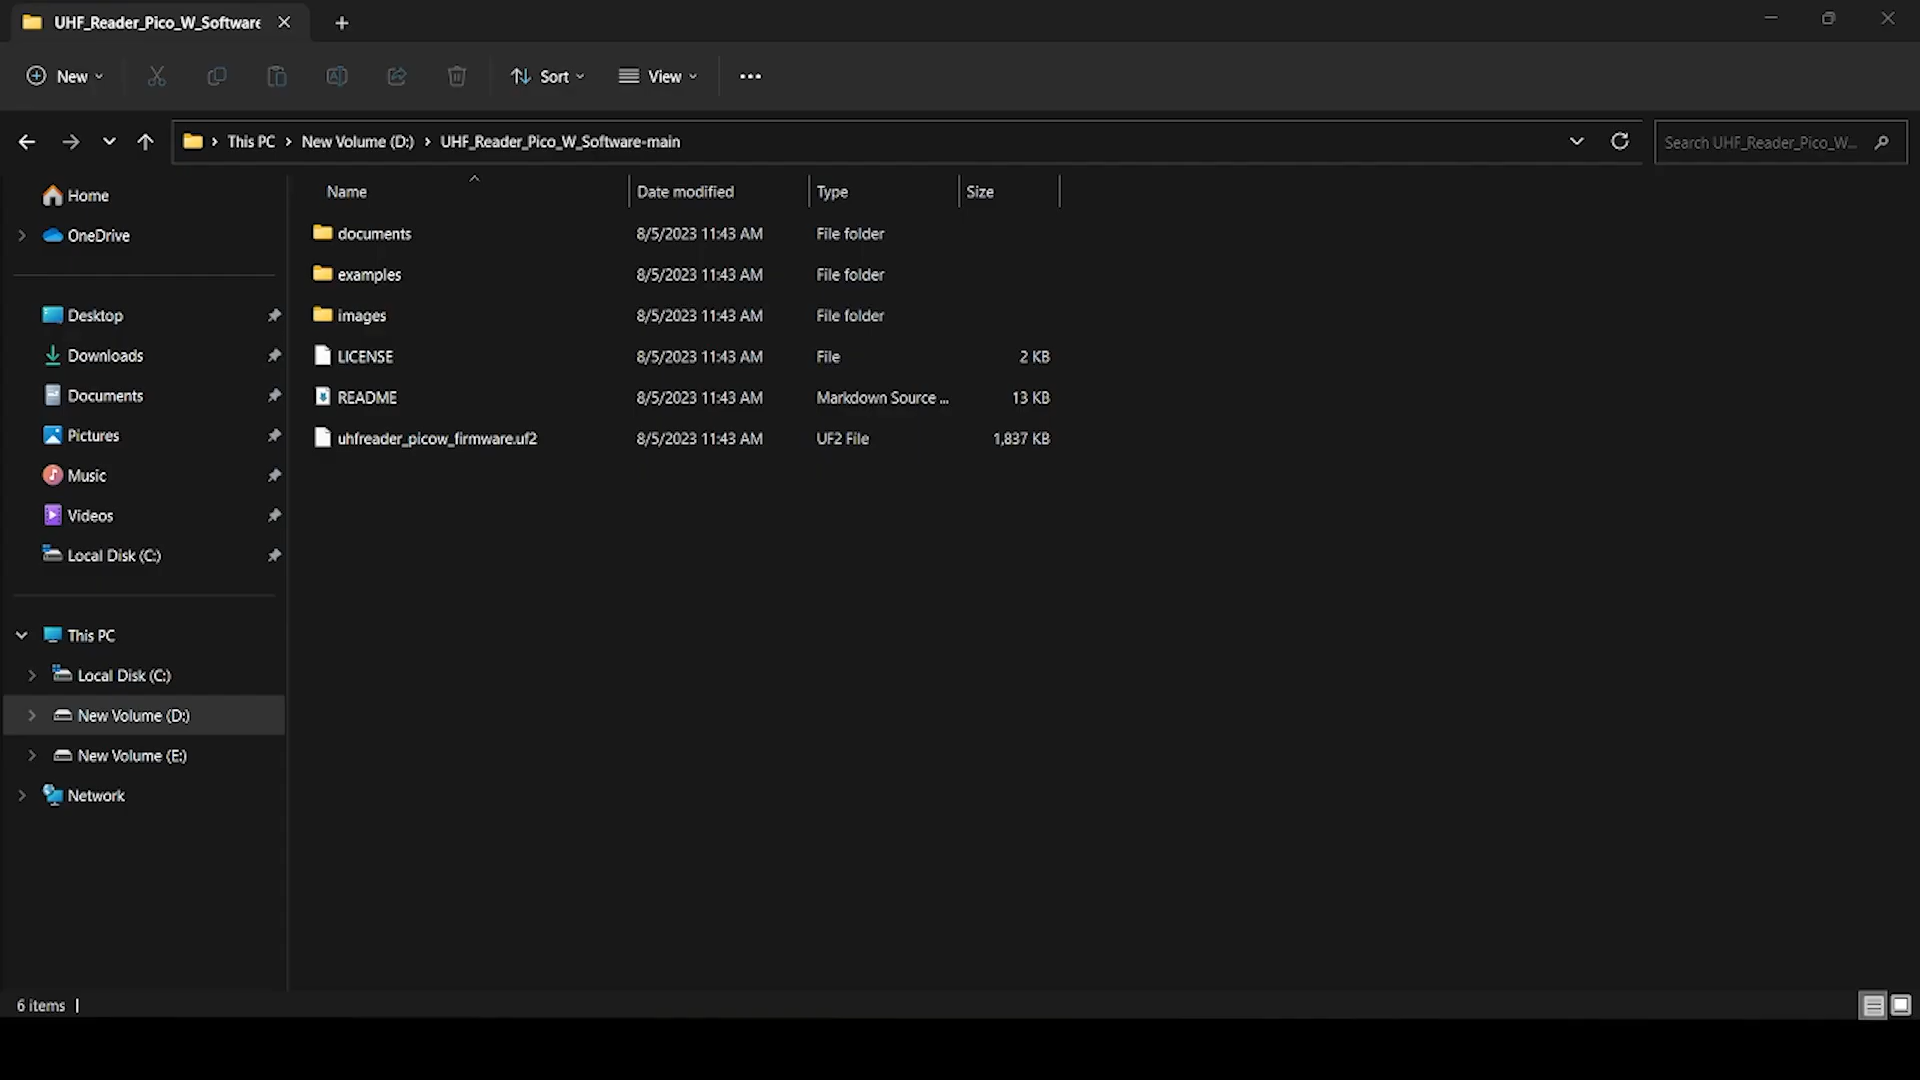 UHF_Reader_Pico_W_Software
New
Sort
View
This PC
New Volume (D:)
UHF_Reader_Pico_W_Software-main
Search UHF_Reader_Pico_W...
Home
OneDrive
Desktop
Downloads
Documents
Pictures
Music
Videos
Local Disk (C:)
This PC
Local Disk (C:)
New Volume (D:)
New Volume (E:)
Network
Name Date modified Type Size
documents 8/5/2023 11:43 AM File folder
examples 8/5/2023 11:43 AM File folder
images 8/5/2023 11:43 AM File folder
LICENSE 8/5/2023 11:43 AM File 2 KB
README 8/5/2023 11:43 AM Markdown Source ... 13 KB
uhfreader_picow_firmware.uf2 8/5/2023 11:43 AM UF2 File 1,837 KB
6 items